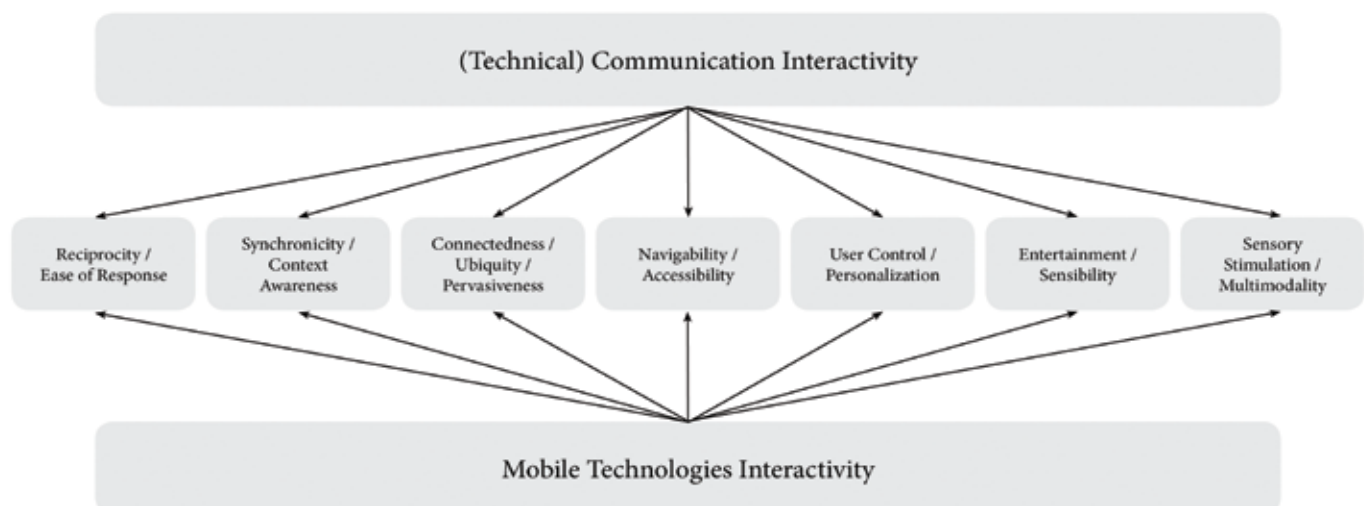 (Technical) Communication Interactivity
Reciprocity /
Ease of Response
Synchronicity /
Context
Awareness
Connectedness /
Ubiquity /
Pervasiveness
Navigability /
Accessibility
User Control /
Personalization
Entertainment /
Sensibility
Sensory
Stimulation /
Multimodality
Mobile Technologies Interactivity